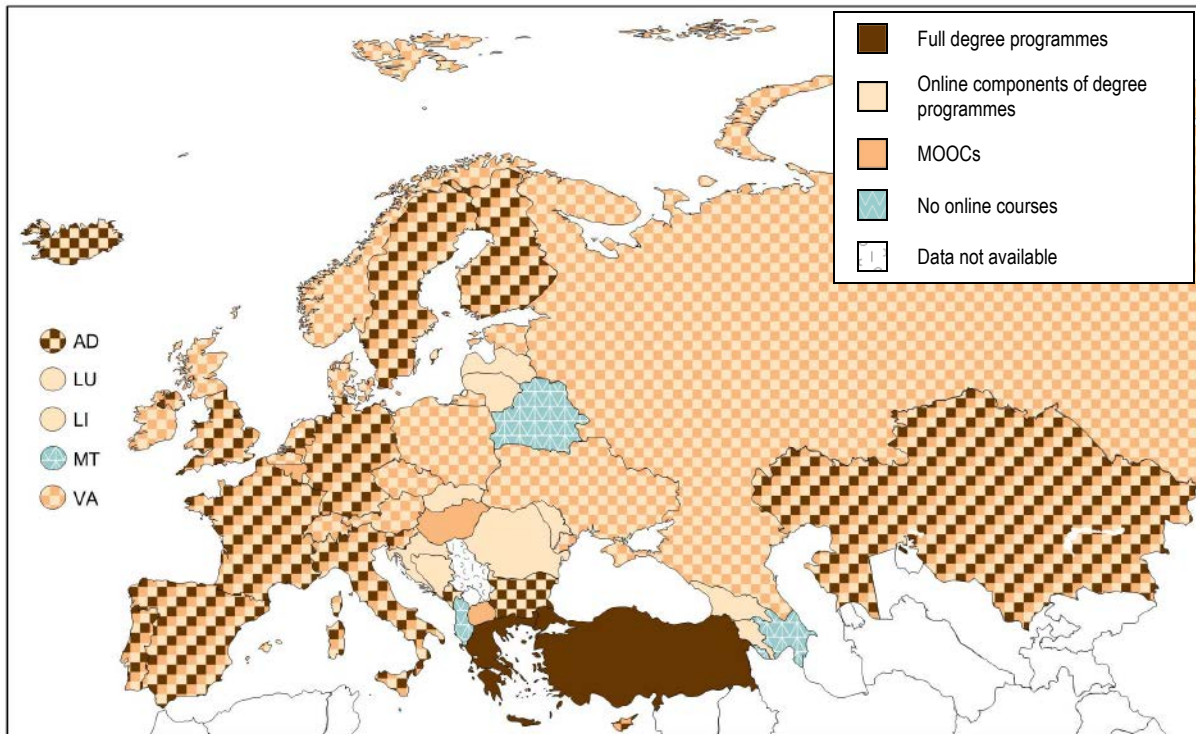 Full degree programmes
Online components of degree
programmes
MOOCs
No online courses
Data not available
AD
LU
LI
MT
VA